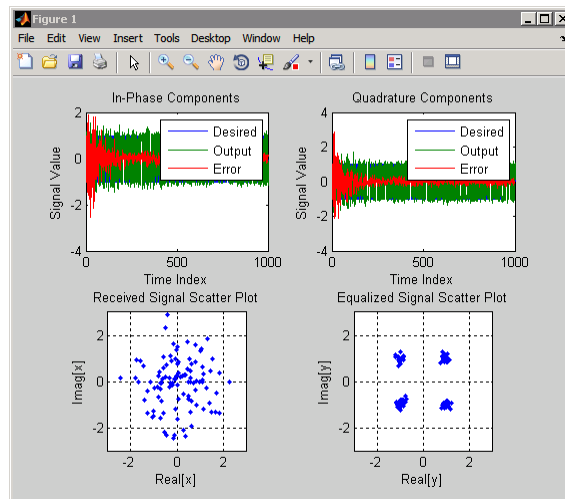 Figure 1
File Edit View Insert Tools Desktop Window Help
In-Phase Components
Signal Value
2
0
-2
-4
Desired
Output
Error
0 500 1000
Time Index
Quadrature Components
Signal Value
4
2
0
-2
-4
Desired
Output
Error
0 500 1000
Time Index
Received Signal Scatter Plot
Imag[x]
2
0
-2
-2 0 2
Real[x]
Equalized Signal Scatter Plot
Imag[y]
2
0
-2
-2 0 2
Real[y]